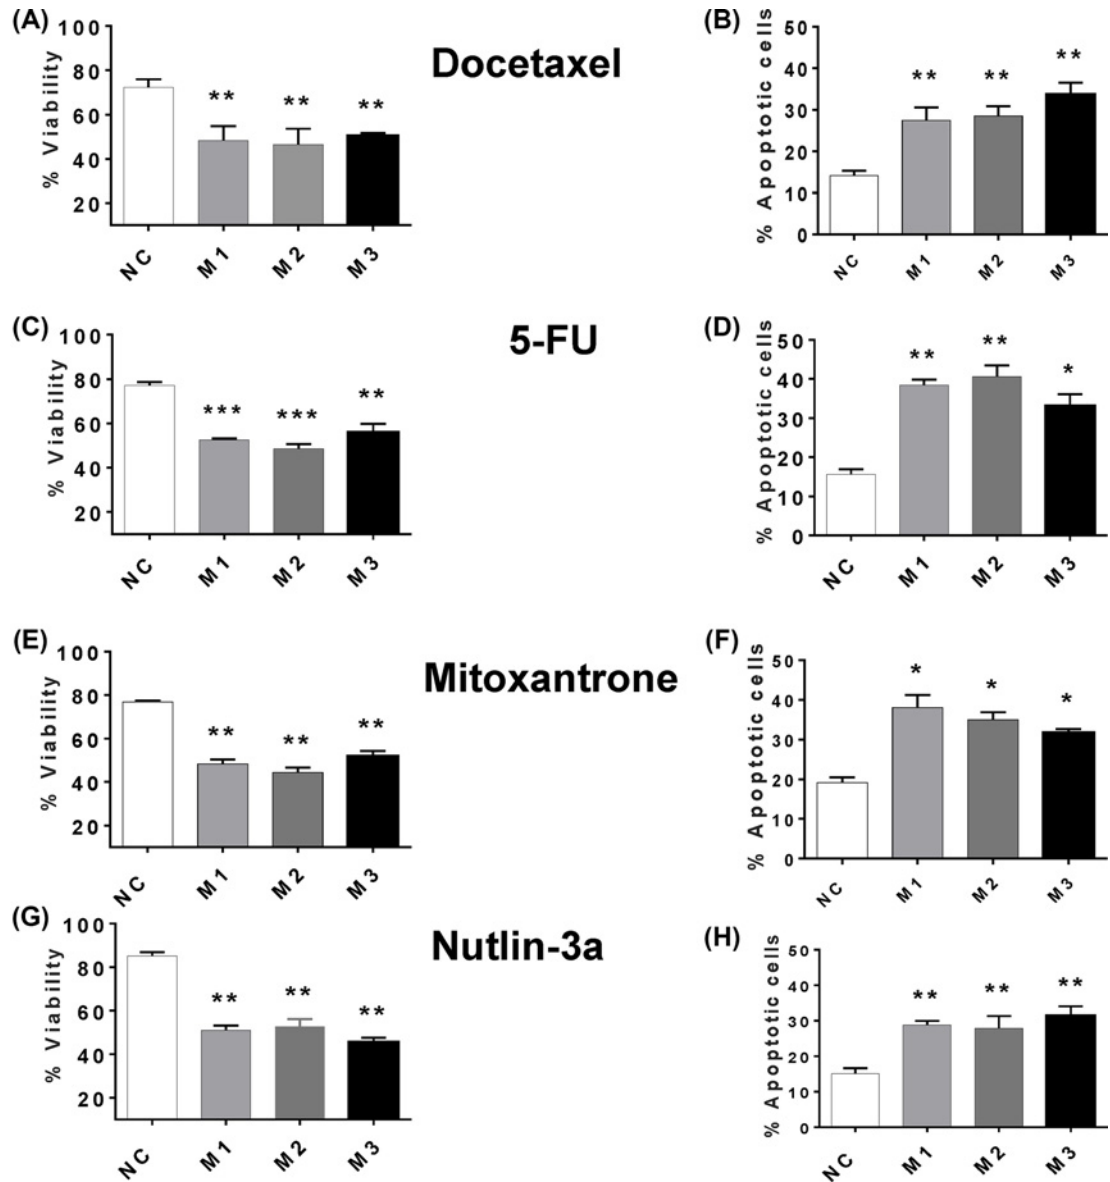 (A)
% Viability
100
80
60
40
20
** ** **
NC M1 M2 M3
Docetaxel
(B)
% Apoptotic cells
50
40
30
20
10
0
** ** **
NC M1 M2 M3
(C)
% Viability
100
80
60
40
20
*** *** **
NC M1 M2 M3
5-FU
(D)
% Apoptotic cells
50
40
30
20
10
0
** ** *
NC M1 M2 M3
(E)
% Viability
100
80
60
40
20
** ** **
NC M1 M2 M3
Mitoxantrone
(F)
% Apoptotic cells
50
40
30
20
10
0
* * *
NC M1 M2 M3
(G)
% Viability
100
80
60
40
20
** ** **
NC M1 M2 M3
Nutlin-3a
(H)
% Apoptotic cells
50
40
30
20
10
0
** ** **
NC M1 M2 M3